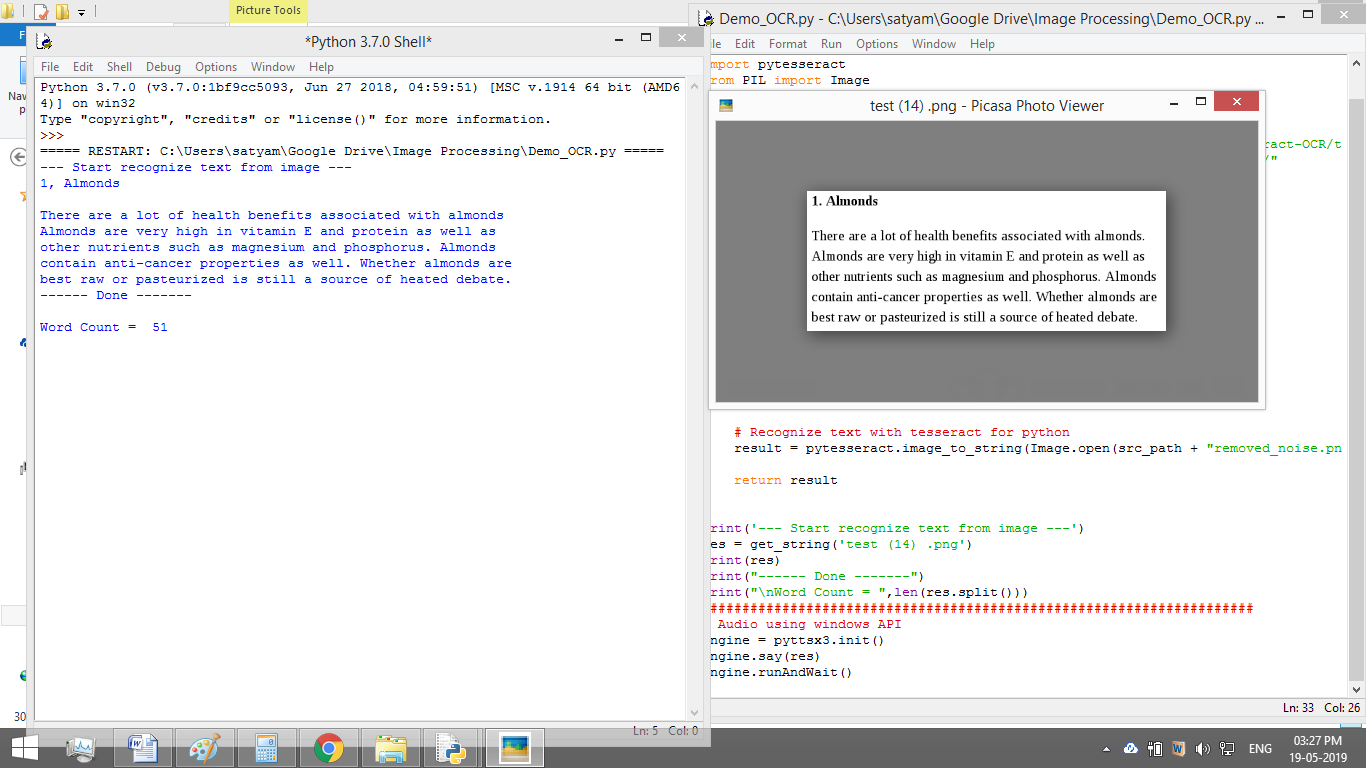 Picture Tools
F
Nav
p
30
*Python 3.7.0 Shell*
File Edit Shell Debug Options Window Help
Python 3.7.0 (v3.7.0:1bf9cc5093, Jun 27 2018, 04:59:51) [MSC v.1914 64 bit (AMD6
4)] on win32
Type "copyright", "credits" or "license()" for more information.
>>>
===== RESTART: C:\Users\satyam\Google Drive\Image Processing\Demo_OCR.py =====
--- Start recognize text from image ---
1, Almonds
There are a lot of health benefits associated with almonds
Almonds are very high in vitamin E and protein as well as
other nutrients such as magnesium and phosphorus. Almonds
contain anti-cancer properties as well. Whether almonds are
best raw or pasteurized is still a source of heated debate.
------ Done -------
Word Count =  51
Ln: 5 Col: 0
Demo_OCR.py - C:\Users\satyam\Google Drive\Image Processing\Demo_OCR.py ...
le Edit Format Run Options Window Help
mport pytesseract
rom PIL import Image
test (14) .png - Picasa Photo Viewer
ract-OCR/t
/"
1. Almonds
There are a lot of health benefits associated with almonds.
Almonds are very high in vitamin E and protein as well as
other nutrients such as magnesium and phosphorus. Almonds
contain anti-cancer properties as well. Whether almonds are
best raw or pasteurized is still a source of heated debate.
# Recognize text with tesseract for python
result = pytesseract.image_to_string(Image.open(src_path + "removed_noise.pn
return result
rint('--- Start recognize text from image ---')
es = get_string('test (14) .png')
rint(res)
rint("------ Done -------")
rint("\nWord Count = ",len(res.split()))
####################################################################
Audio using windows API
ngine = pyttsx3.init()
ngine.say(res)
ngine.runAndWait()
Ln: 33 Col: 26
ENG
03:27 PM
19-05-2019